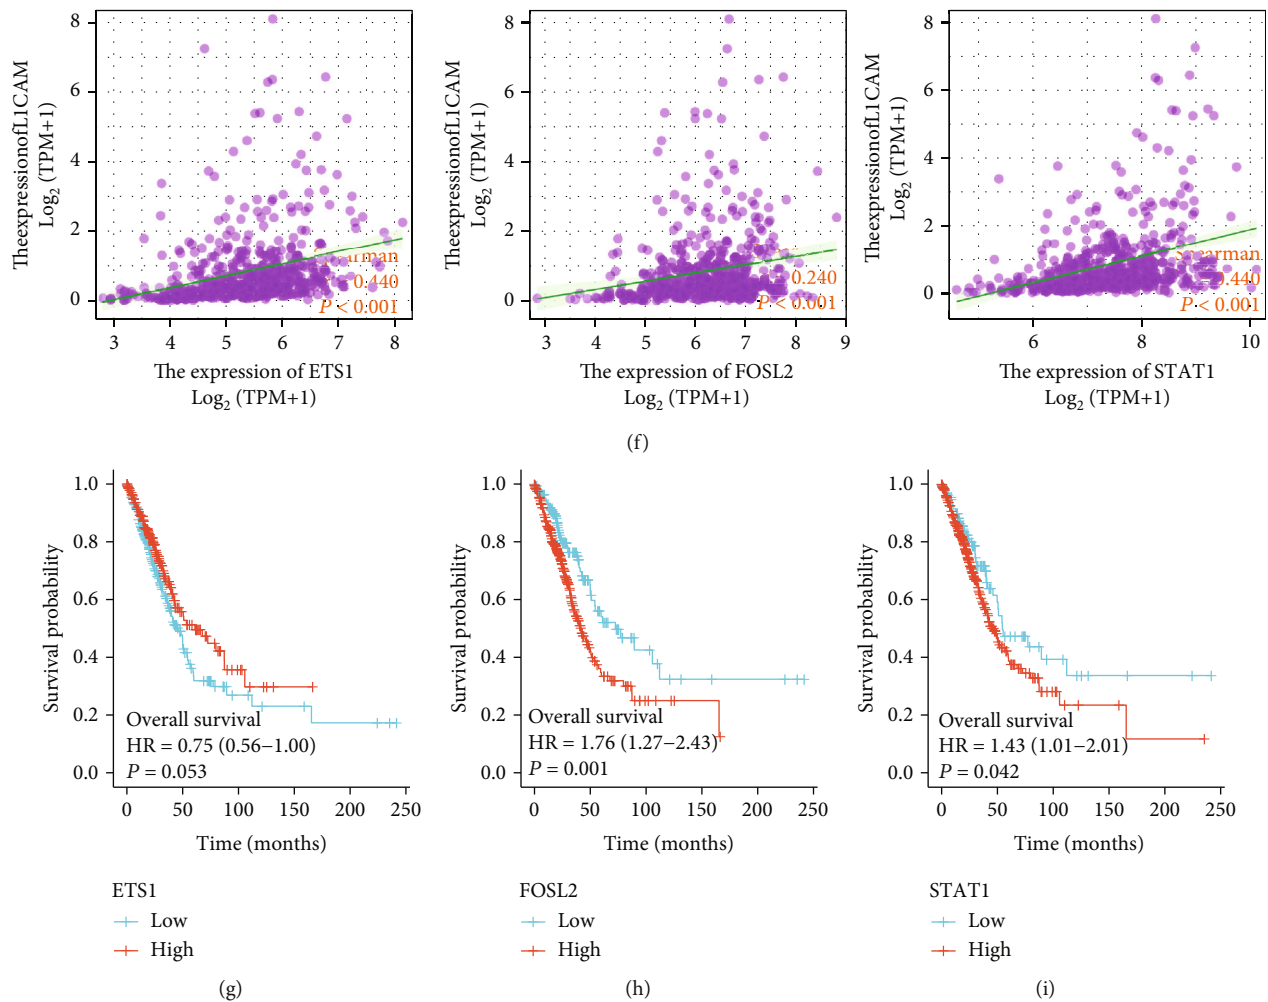 TheexpressionofL1CAM
Log2 (TPM+1)
8
6
4
2
0
Spearman
0.440
P < 0.001
3 4 5 6 7 8
The expression of ETS1
Log2 (TPM+1)
TheexpressionofL1CAM
Log2 (TPM+1)
8
6
4
2
0
0.240
P < 0.001
3 4 5 6 7 8 9
The expression of FOSL2
Log2 (TPM+1)
TheexpressionofL1CAM
Log2 (TPM+1)
8
6
4
2
0
Spearman
0.440
P < 0.001
6 8 10
The expression of STAT1
Log2 (TPM+1)
(f)
Survival probability
1.0
0.8
0.6
0.4
0.2
0.0
Overall survival
HR = 0.75 (0.56–1.00)
P = 0.053
0 50 100 150 200 250
Time (months)
ETS1
Low
High
(g)
Survival probability
1.0
0.8
0.6
0.4
0.2
0.0
Overall survival
HR = 1.76 (1.27–2.43)
P = 0.001
0 50 100 150 200 250
Time (months)
FOSL2
Low
High
(h)
Survival probability
1.0
0.8
0.6
0.4
0.2
0.0
Overall survival
HR = 1.43 (1.01–2.01)
P = 0.042
0 50 100 150 200 250
Time (months)
STAT1
Low
High
(i)